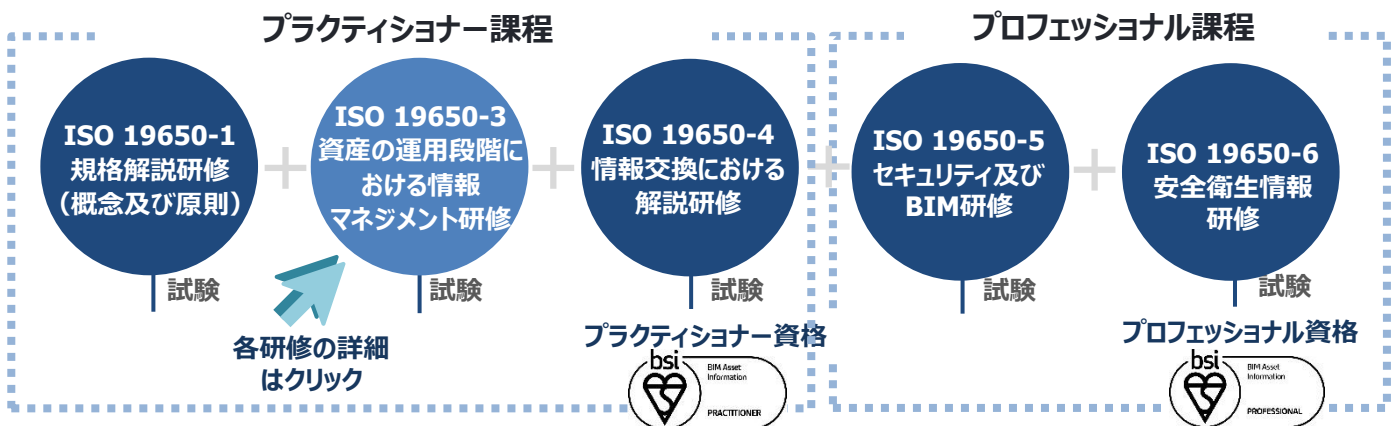 プラクティショナー課程
プロフェッショナル課程
ISO 19650-1
規格解説研修
（概念及び原則）
試験
+
ISO 19650-3
資産の運用段階に
おける情報
マネジメント研修
試験
各研修の詳細
はクリック
+
ISO 19650-4
情報交換における
解説研修
試験
プラクティショナー資格
bsi
BIM Asset
Information
PRACTITIONER
+
ISO 19650-5
セキュリティ及び
BIM研修
試験
+
ISO 19650-6
安全衛生情報
研修
試験
プロフェッショナル資格
bsi
BIM Asset
Information
PROFESSIONAL